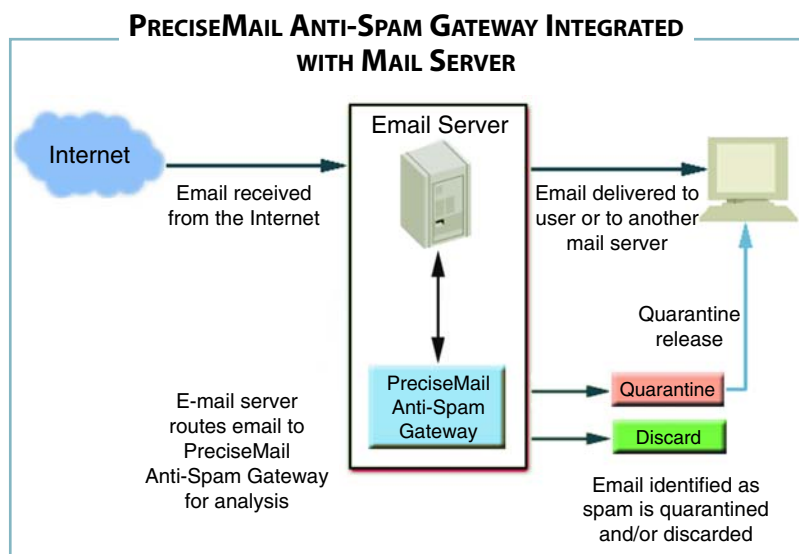 PRECISEMAIL ANTI-SPAM GATEWAY INTEGRATED
WITH MAIL SERVER
Internet
Email received
from the Internet
Email Server
Email delivered to
user or to another
mail server
Quarantine
release
PreciseMail
Anti-Spam
Gateway
Quarantine
Discard
E-mail server
routes email to
PreciseMail
Anti-Spam Gateway
for analysis
Email identified as
spam is quarantined
and/or discarded